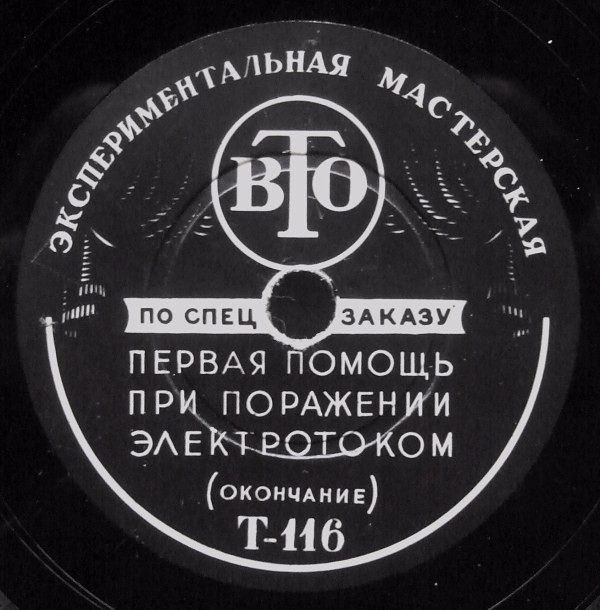 ЭКСПЕРИМЕНТАЛЬНАЯ МАСТЕРСКАЯ
ВТО
ПО СПЕЦ ЗАКАЗУ
ПЕРВАЯ ПОМОЩЬ
ПРИ ПОРАЖЕНИИ
ЭЛЕКТРОТОКОМ
(ОКОНЧАНИЕ)
Т-116